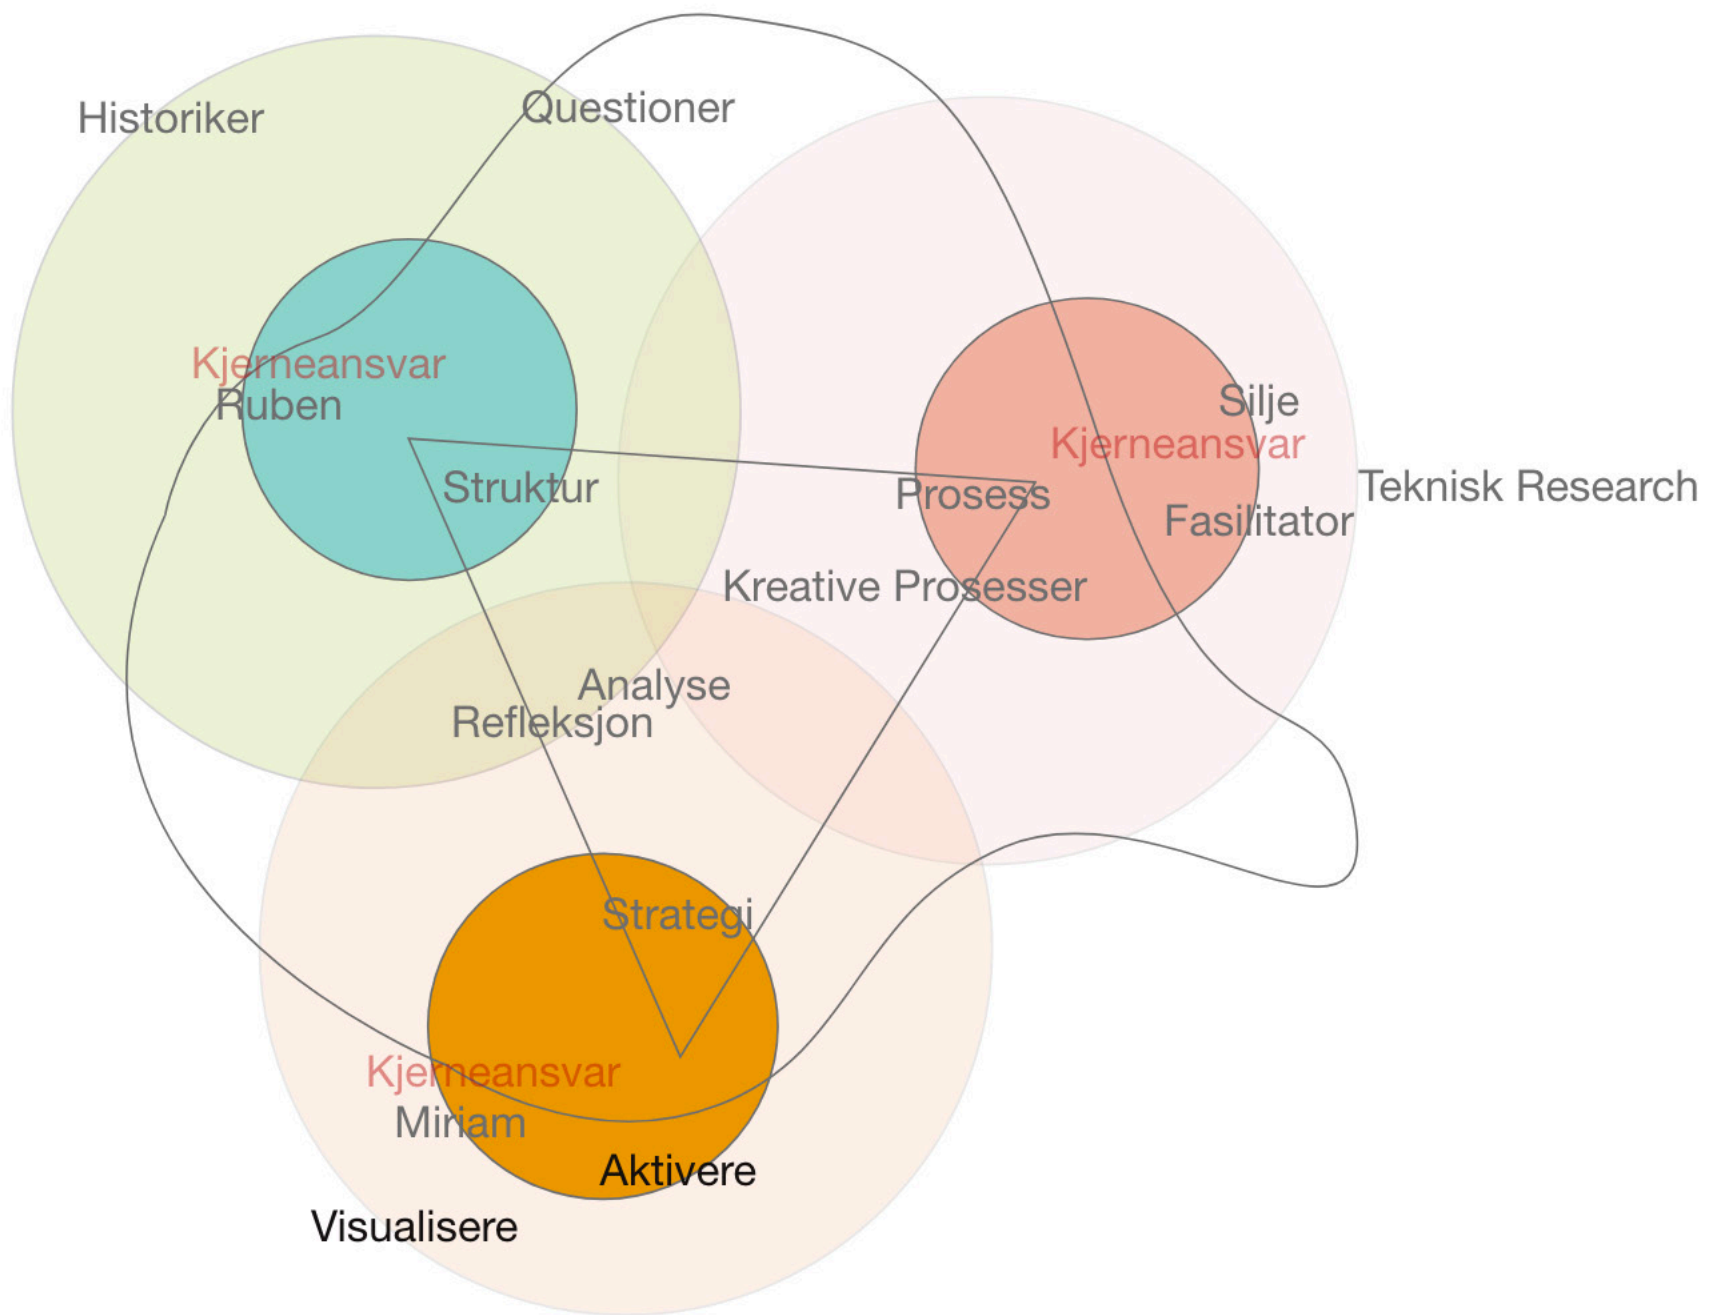 Historiker
Questioner
Kjerneansvar
Ruben
Struktur
Silje
Kjerneansvar
Prosess
Teknisk Research
Fasilitator
Kreative Prosesser
Analyse
Refleksjon
Strategi
Kjerneansvar
Miriam
Aktivere
Visualisere